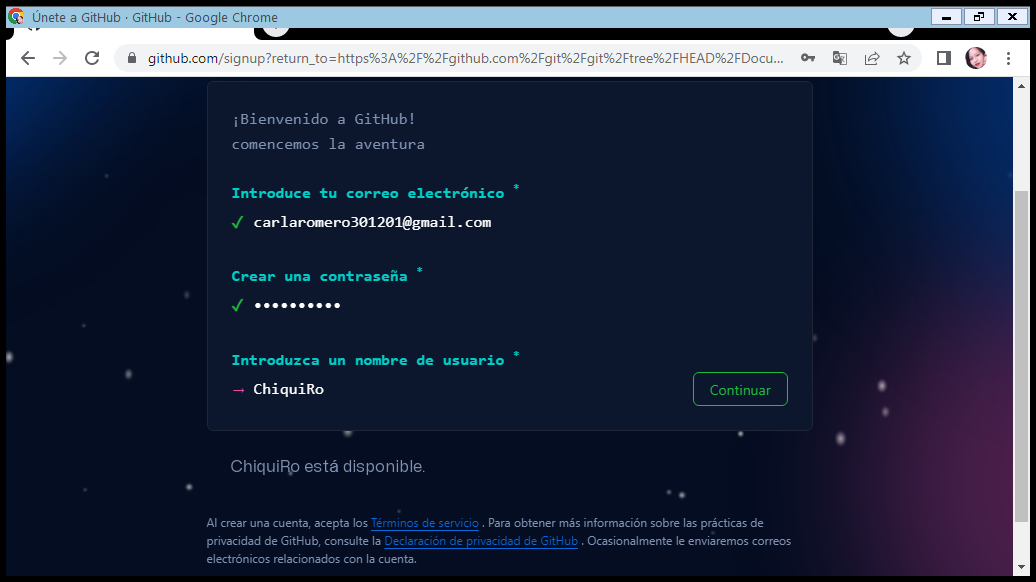 Únete a GitHub · GitHub - Google Chrome
github.com/signup?return_to=https%3A%2F%2Fgithub.com%2Fgit%2Fgit%2Ftree%2FHEAD%2FDocu...
¡Bienvenido a GitHub!
comencemos la aventura
Introduce tu correo electrónico *
✓ carlaromero301201@gmail.com
Crear una contraseña *
✓ ••••••••••
Introduzca un nombre de usuario *
→ ChiquiRo
Continuar
ChiquiRo está disponible.
Al crear una cuenta, acepta los Términos de servicio . Para obtener más información sobre las prácticas de
privacidad de GitHub, consulte la Declaración de privacidad de GitHub . Ocasionalmente le enviaremos correos
electrónicos relacionados con la cuenta.